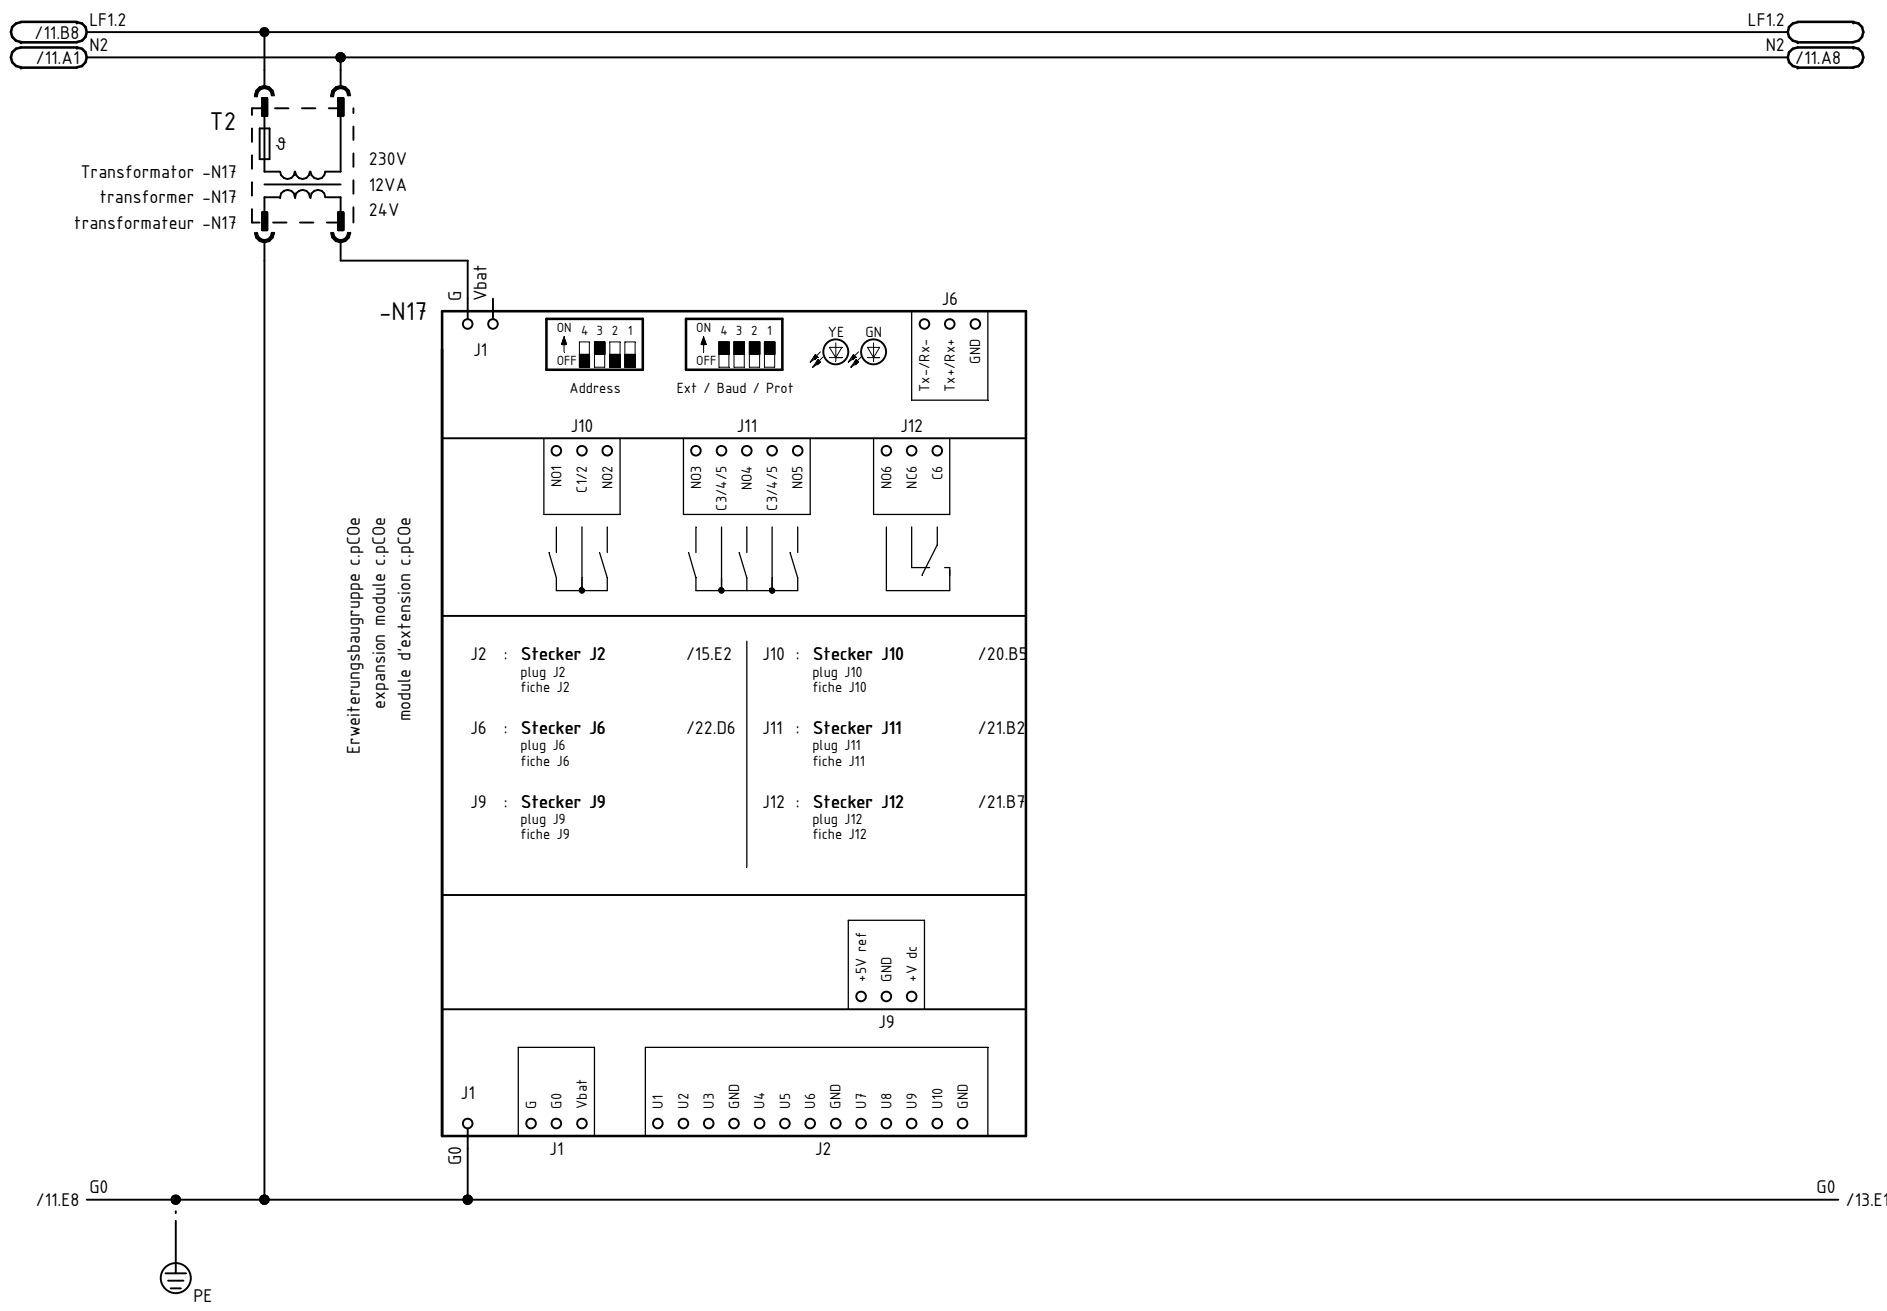 LF1.2
/11.B8
N2
/11.A1
LF1.2
N2
/11.A8
T2
ϑ
Transformator -N17
transformer -N17
transformateur -N17
230V
12VA
24V
-N17
G
Vbat
J1
ON
4 3 2 1
OFF
Address
ON
4 3 2 1
OFF
Ext / Baud / Prot
YE
GN
J6
Tx-/Rx-
Tx+/Rx+
GND
J10
NO1
C1/2
NO2
J11
NO3
C3/4/5
NO4
C3/4/5
NO5
J12
NO6
NC6
C6
Erweiterungsbaugruppe c.pCOe
expansion module c.pCOe
module d'extension c.pCOe
J2 : Stecker J2 /15.E2
plug J2
fiche J2
J6 : Stecker J6 /22.D6
plug J6
fiche J6
J9 : Stecker J9
plug J9
fiche J9
J10 : Stecker J10 /20.B5
plug J10
fiche J10
J11 : Stecker J11 /21.B2
plug J11
fiche J11
J12 : Stecker J12 /21.B7
plug J12
fiche J12
+5V ref
GND
+V dc
J9
J1
G0
G
G0
Vbat
J1
U1
U2
U3
GND
U4
U5
U6
GND
U7
U8
U9
U10
GND
J2
/11.E8
G0
G0
/13.E1
PE